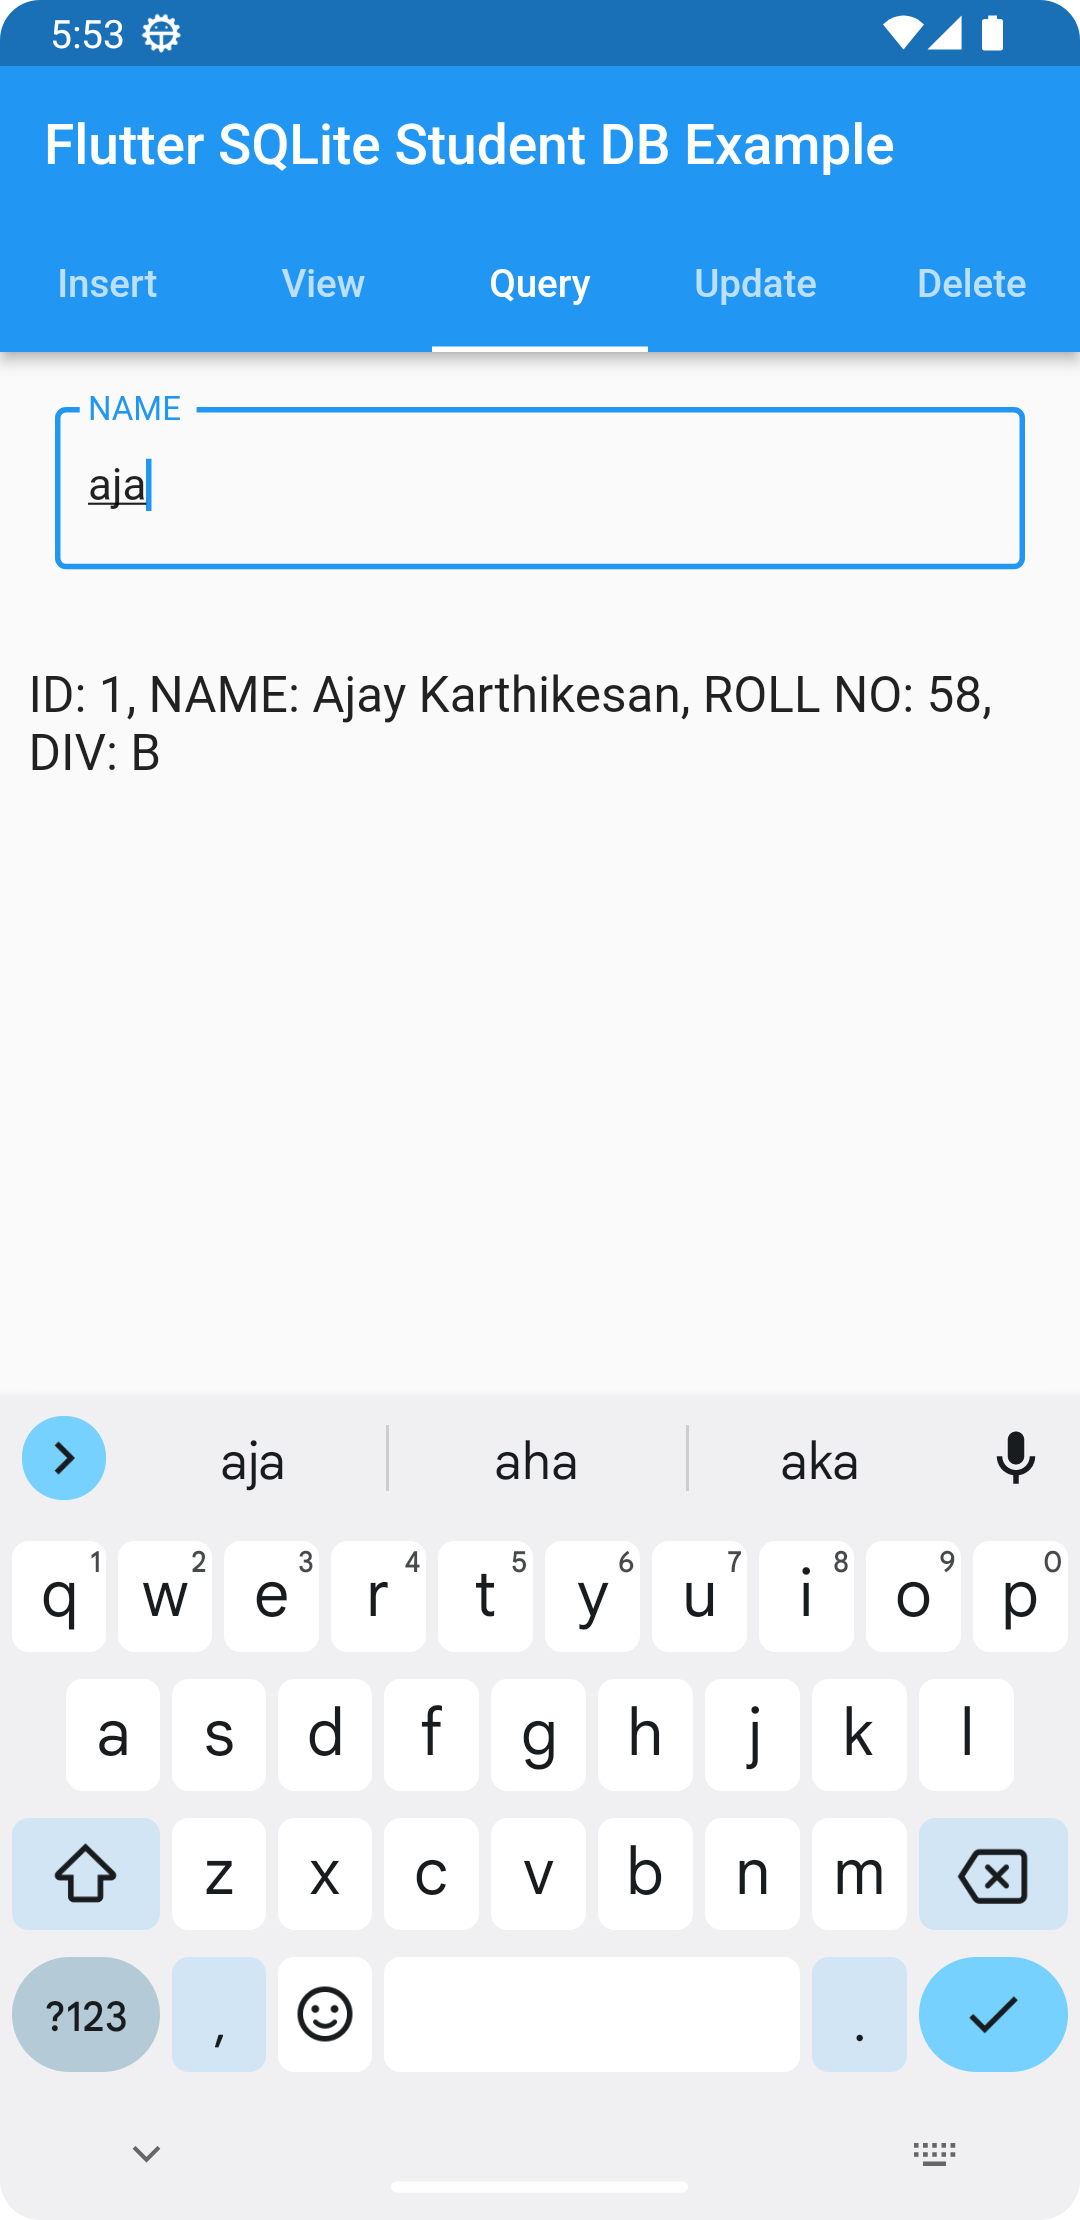 5:53
Flutter SQLite Student DB Example
Insert View Query Update Delete
NAME
aja
ID: 1, NAME: Ajay Karthikesan, ROLL NO: 58,
DIV: B
aja aha aka
1 2 3 4 5 6 7 8 9 0
q w e r t y u i o p
a s d f g h j k l
z x c v b n m
?123 , .